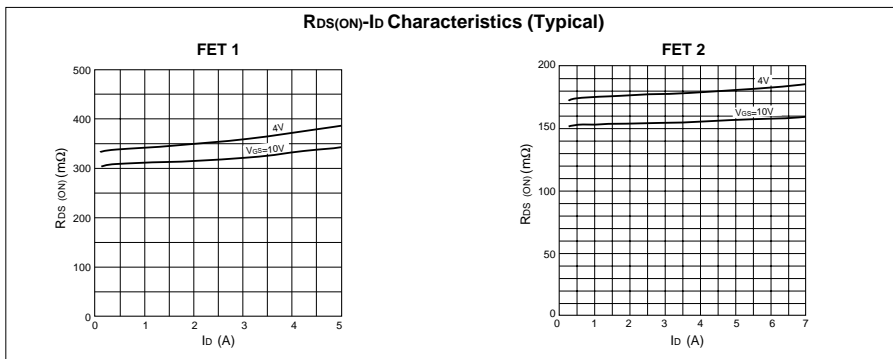 RDS(ON)-ID Characteristics (Typical)
FET 1
RDS (ON) (mΩ)
500
400
300
200
100
0
4V
VGS=10V
0 1 2 3 4 5
ID (A)
FET 2
RDS (ON) (mΩ)
200
150
100
50
0
4V
VGS=10V
0 1 2 3 4 5 6 7
ID (A)